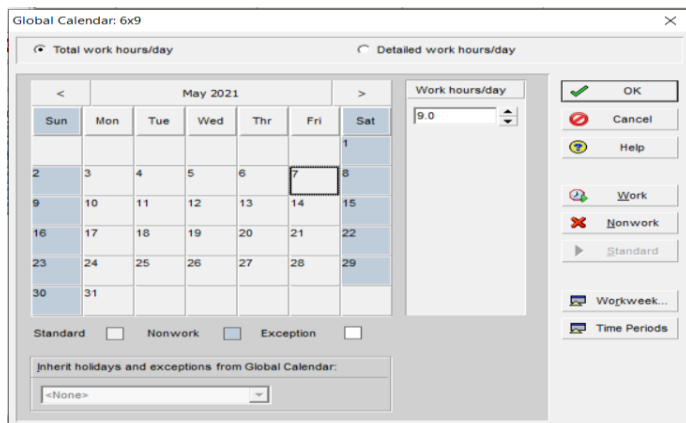 Global Calendar: 6x9
Total work hours/day
Detailed work hours/day
< May 2021 >
Sun Mon Tue Wed Thr Fri Sat
1
2 3 4 5 6 7 8
9 10 11 12 13 14 15
16 17 18 19 20 21 22
23 24 25 26 27 28 29
30 31
Standard Nonwork Exception
Inherit holidays and exceptions from Global Calendar:
<None>
Work hours/day
9.0
OK
Cancel
Help
Work
Nonwork
Standard
Workweek...
Time Periods